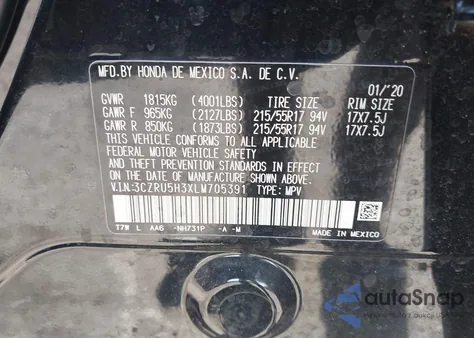 MFD.BY HONDA DE MEXICO S.A. DE C.V.
01/'20
GVWR 1815KG (4001LBS) TIRE SIZE RIM SIZE
GAWR F 965KG (2127LBS) 215/55R17 94V 17X7.5J
GAWR R 850KG (1873LBS) 215/55R17 94V 17X7.5J
THIS VEHICLE CONFORMS TO ALL APPLICABLE
FEDERAL MOTOR VEHICLE SAFETY AND
THEFT PREVENTION STANDARDS IN EFFECT
ON THE DATE OF MANUFACTURE SHOWN ABOVE.
V.I.N:3CZRU5H3XLM705391 TYPE: MPV
T7W L AA6 -NH731P -A -M MADE IN MEXICO
autaSnap